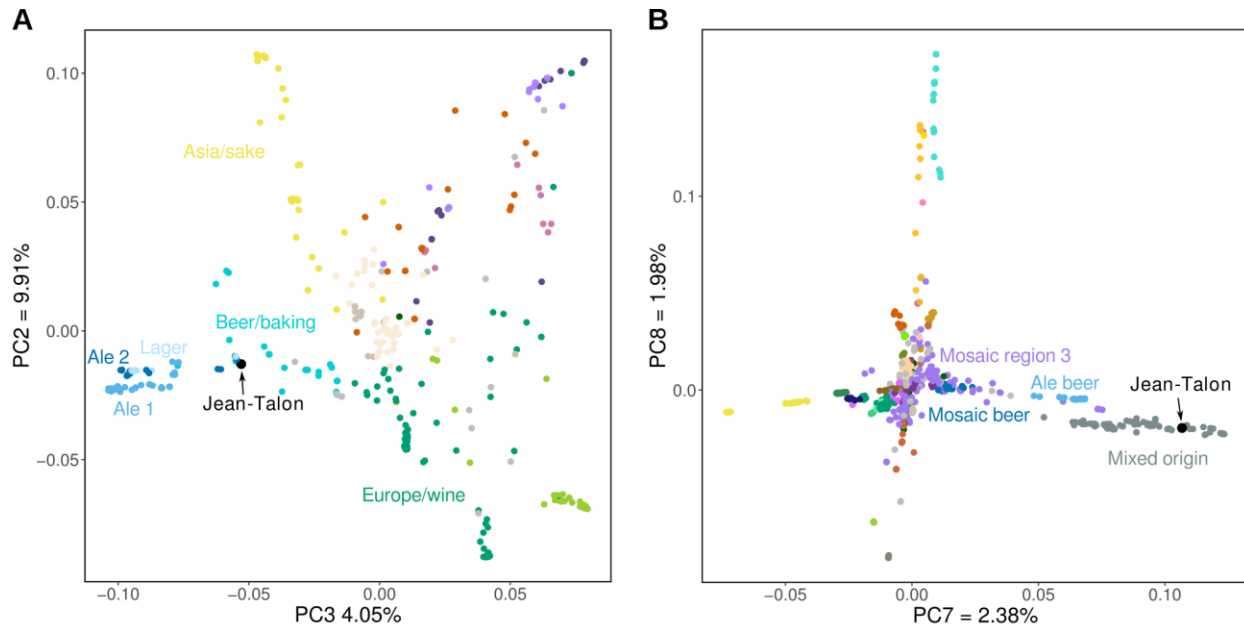 A
0.10
0.05
0.00
−0.05
−0.10
−0.05
0.00
0.05
PC2 = 9.91%
PC3 4.05%
Asia/sake
Beer/baking
Lager
Ale 2
Ale 1
Jean-Talon
Europe/wine
B
0.1
0.0
−0.05
0.00
0.05
0.10
PC8 = 1.98%
PC7 = 2.38%
Mosaic region 3
Ale beer
Jean-Talon
Mosaic beer
Mixed origin